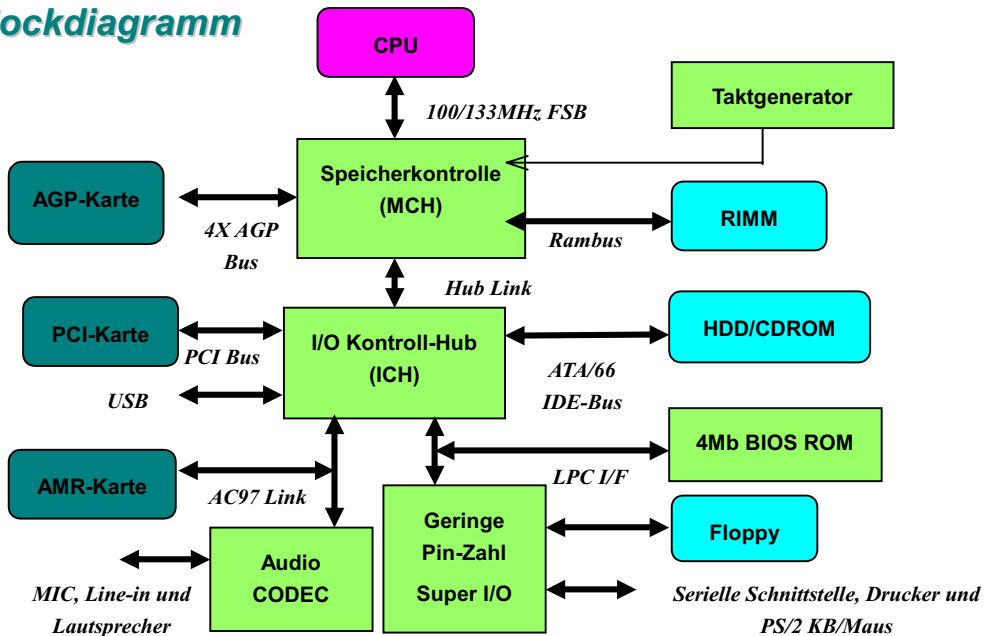 lockdiagramm
CPU
100/133MHz FSB
Taktgenerator
Speicherkontrolle
(MCH)
AGP-Karte
4X AGP
Bus
RIMM
Rambus
Hub Link
PCI-Karte
PCI Bus
I/O Kontroll-Hub
(ICH)
HDD/CDROM
ATA/66
IDE-Bus
USB
4Mb BIOS ROM
LPC I/F
AMR-Karte
AC97 Link
Geringe
Pin-Zahl
Super I/O
Floppy
Audio
CODEC
MIC, Line-in und
Lautsprecher
Serielle Schnittstelle, Drucker und
PS/2 KB/Maus